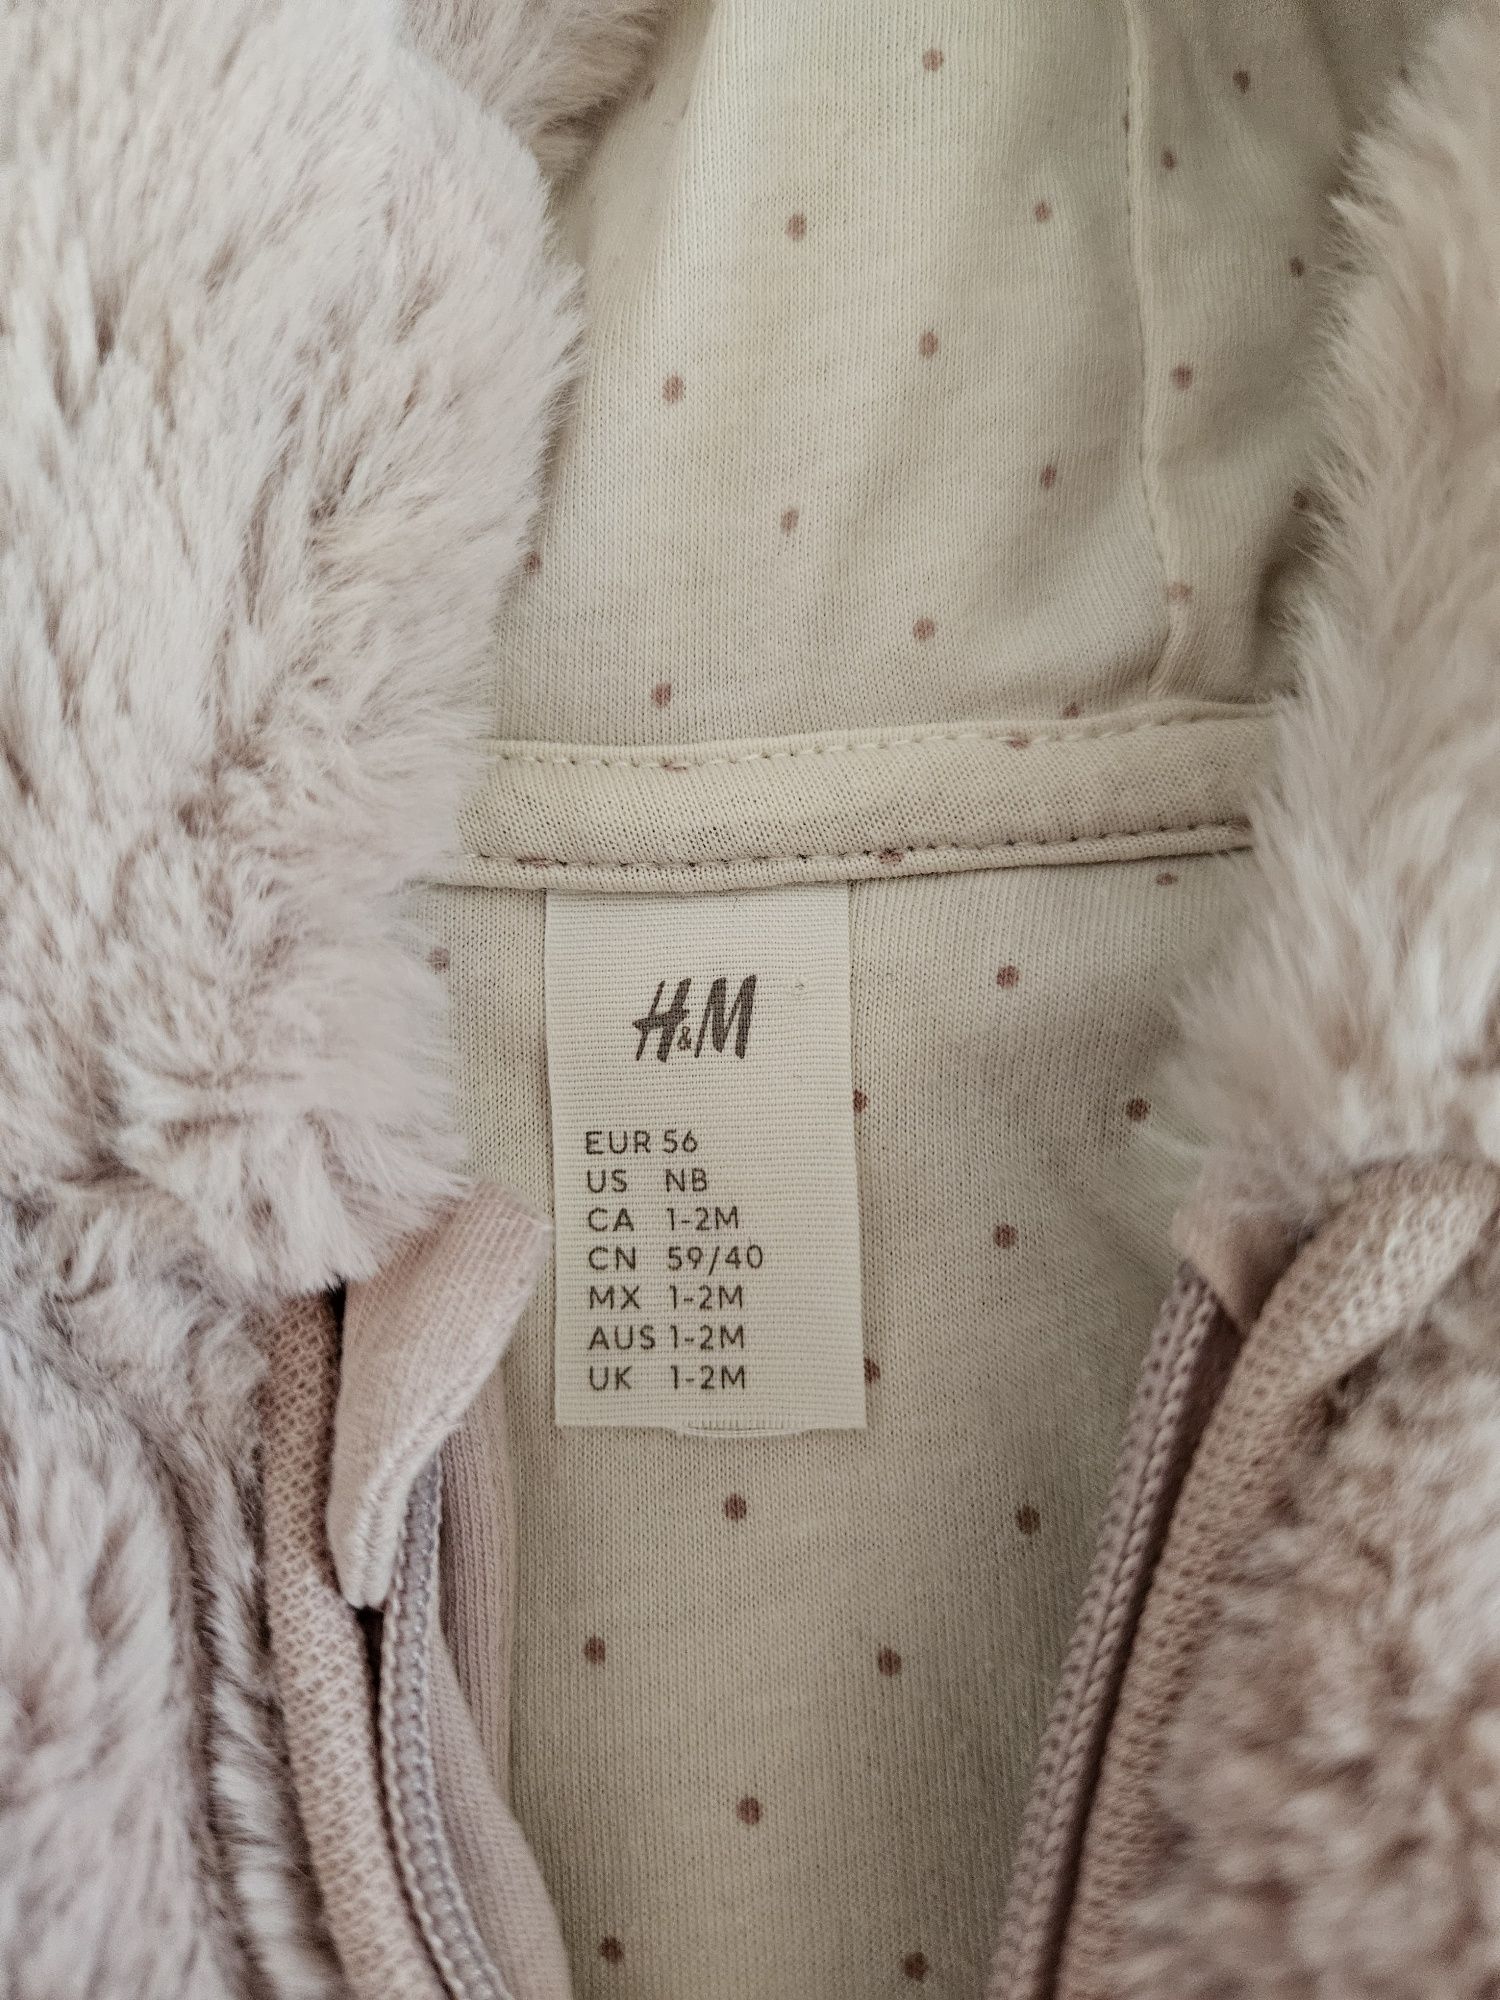 H&M
EUR 56
US NB
CA 1-2M
CN 59/40
MX 1-2M
AUS 1-2M
UK 1-2M